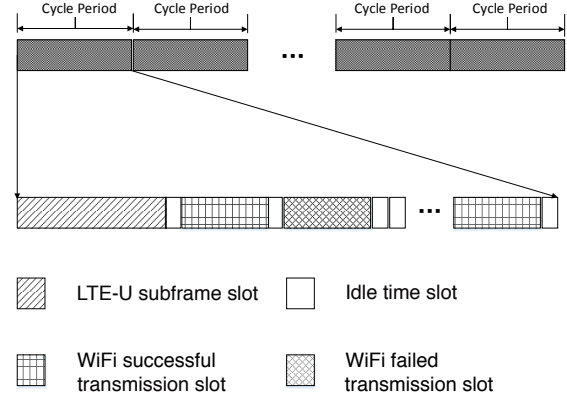 Cycle Period Cycle Period Cycle Period Cycle Period
...
...
LTE-U subframe slot Idle time slot
WiFi successful WiFi failed
transmission slot transmission slot